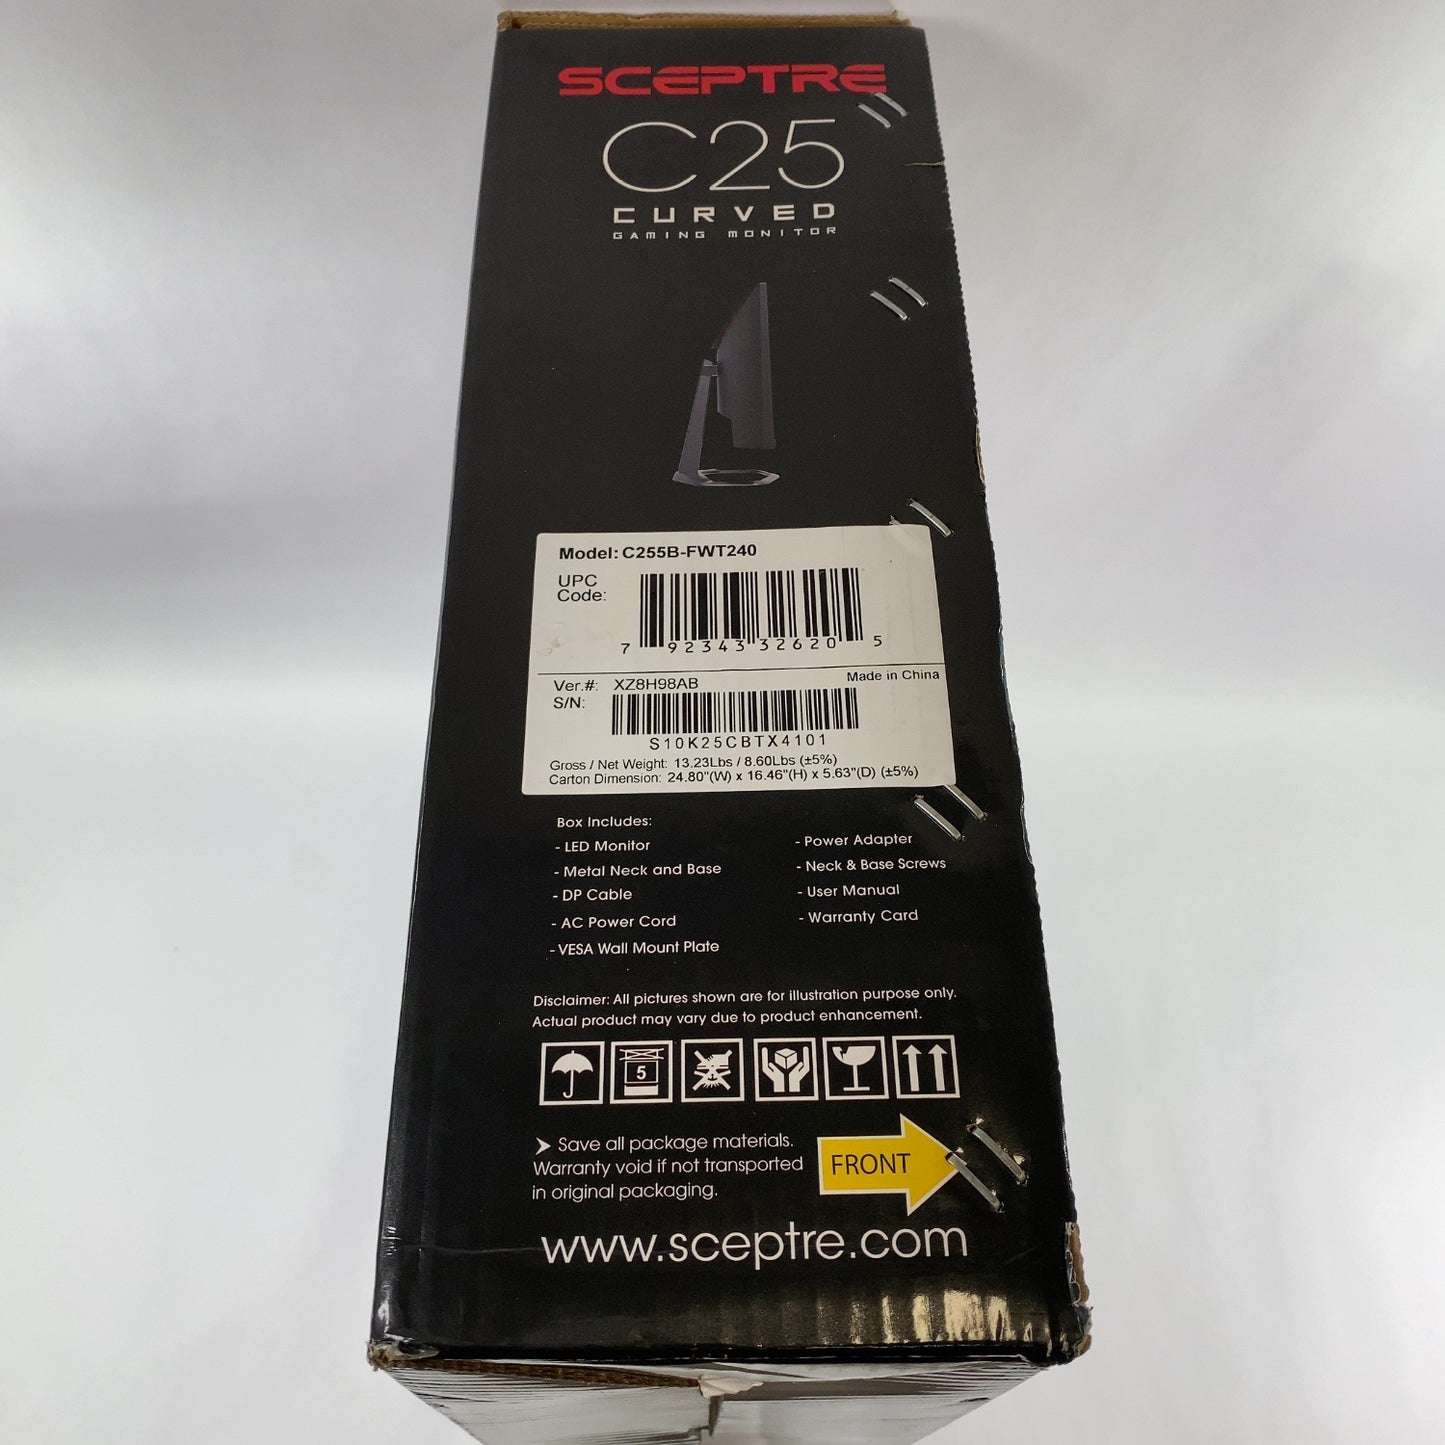 SCEPTRE
C25
CURVED
GAMING MONITOR
Model: C255B-FWT240
UPC
Code:
7 92343 32620 5
Made in China
Ver.#: XZ8H98AB
S/N:
S10K25CBTX4101
Gross / Net Weight: 13.23Lbs / 8.60Lbs (±5%)
Carton Dimension: 24.80"(W) x 16.46"(H) x 5.63"(D) (±5%)
Box Includes:
- LED Monitor
- Metal Neck and Base
- DP Cable
- AC Power Cord
- VESA Wall Mount Plate
- Power Adapter
- Neck & Base Screws
- User Manual
- Warranty Card
Disclaimer: All pictures shown are for illustration purpose only.
Actual product may vary due to product enhancement.
5
➤ Save all package materials.
Warranty void if not transported
in original packaging.
FRONT
www.sceptre.com